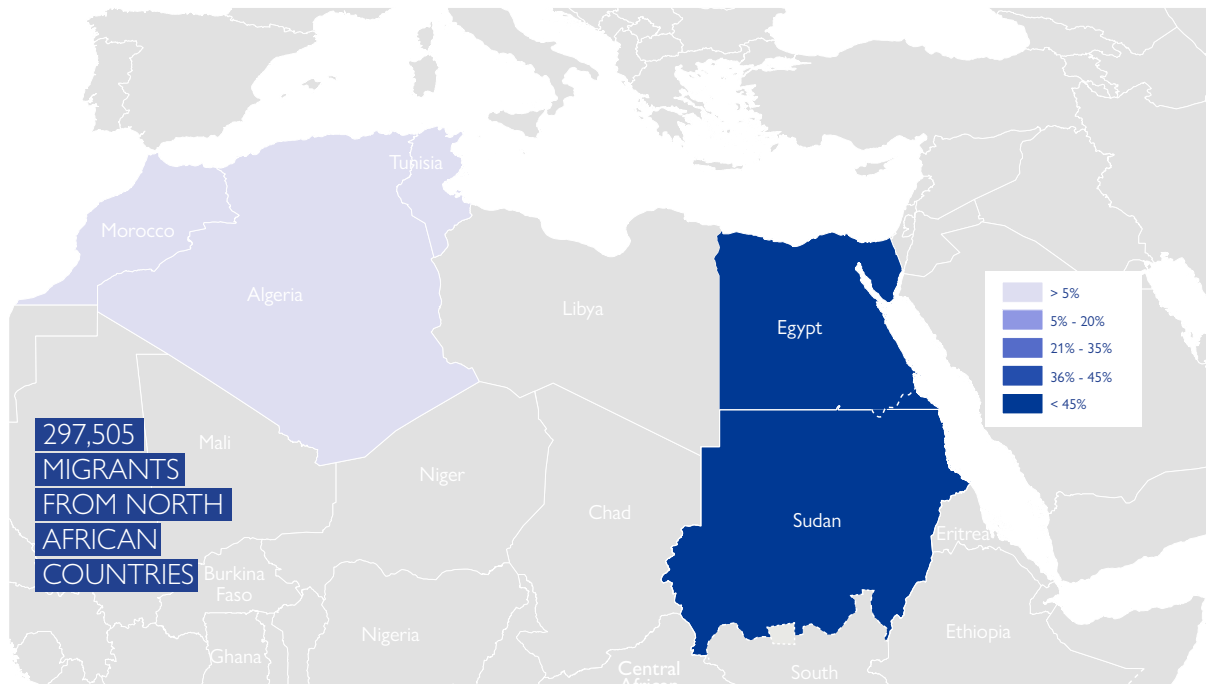 Tunisia
Morocco
Algeria
Libya
Egypt
> 5%
5% - 20%
21% - 35%
36% - 45%
< 45%
297,505
MIGRANTS
FROM NORTH
AFRICAN
COUNTRIES
Mali
Niger
Chad
Sudan
Eritrea
Burkina
Faso
Nigeria
Ethiopia
Ghana
Central
African
South